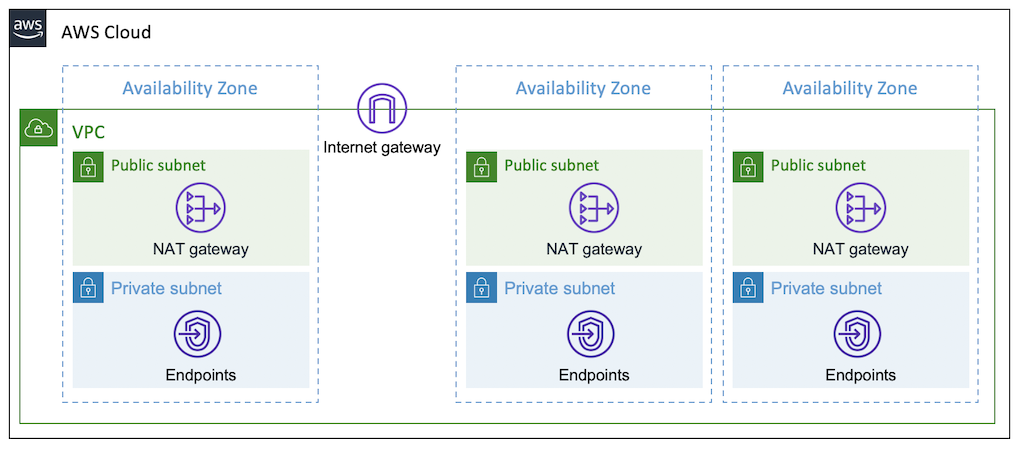 aws
AWS Cloud
Availability Zone
Availability Zone
Availability Zone
VPC
Internet gateway
Public subnet
Public subnet
Public subnet
NAT gateway
NAT gateway
NAT gateway
Private subnet
Private subnet
Private subnet
Endpoints
Endpoints
Endpoints